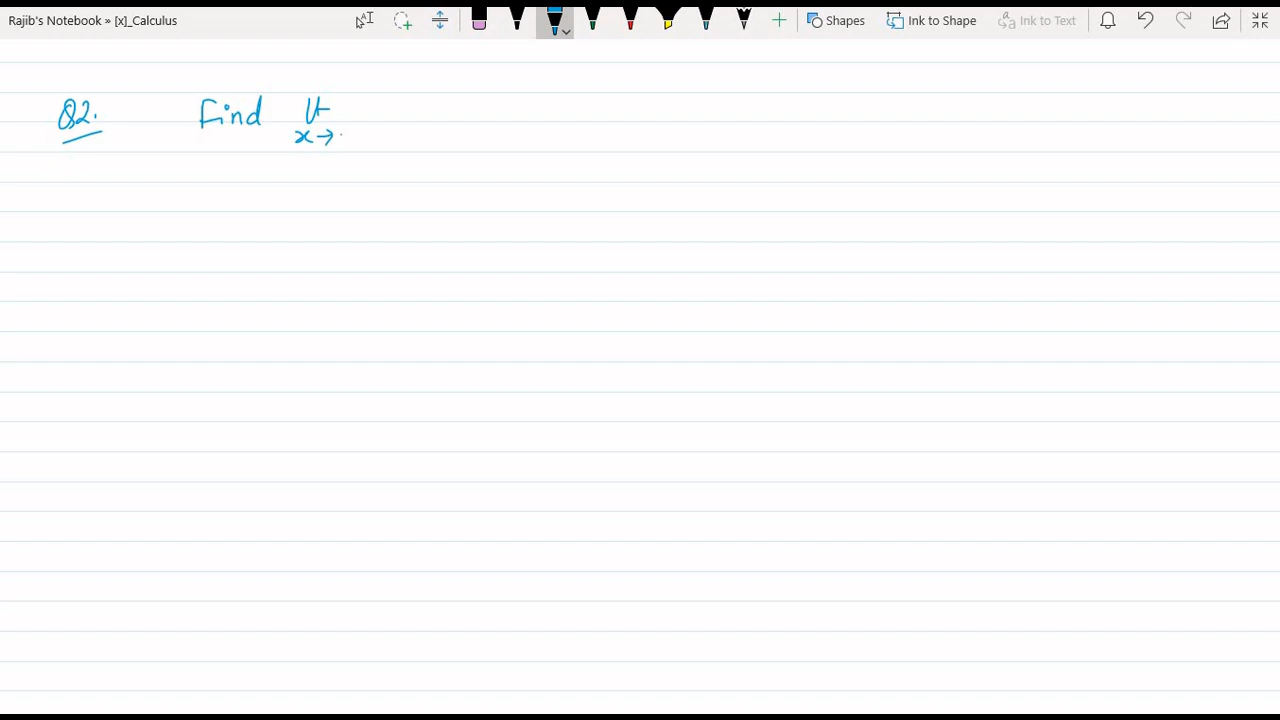 Rajib's Notebook » [x]_Calculus
Shapes
Ink to Shape
Ink to Text
Q2. Find Lt
x→